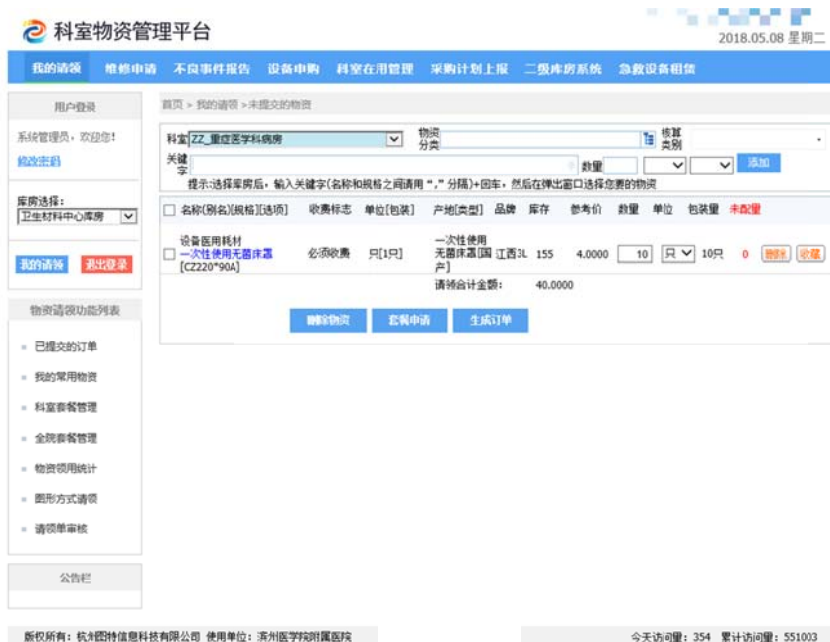 科室物资管理平台
2018.05.08 星期二
我的请领 维修申请 不良事件报告 设备申购 科室在用管理 采购计划上报 二级库房系统 急救设备租赁
用户登录
首页 > 我的请领 >未提交的物资
系统管理员，欢迎您!
修改密码
科室 ZZ_重症医学科病房 物资分类 核算类别
关键字 数量 添加
提示:选择库房后，输入关键字(名称和规格之间请用 “,” 分隔)+回车，然后在弹出窗口选择您要的物资
库房选择:
卫生材料中心库房
我的请领 退出登录
名称(别名)[规格][选项] 收费标志 单位[包装] 产地[类型] 品牌 库存 参考价 数量 单位 包装量 未配量
设备医用耗材
一次性使用无菌床罩
[CZ220*90A]
必须收费 只[1只] 一次性使用无菌床罩[国产] 江西3L 155 4.0000 10 只 10只 0 删除 收藏
请领合计金额: 40.0000
删除物资 套餐申请 生成订单
物资请领功能列表
已提交的订单
我的常用物资
科室套餐管理
全院套餐管理
物资领用统计
图形方式请领
请领单审核
公告栏
版权所有: 杭州图特信息科技有限公司 使用单位: 滨州医学院附属医院
今天访问量: 354 累计访问量: 551003